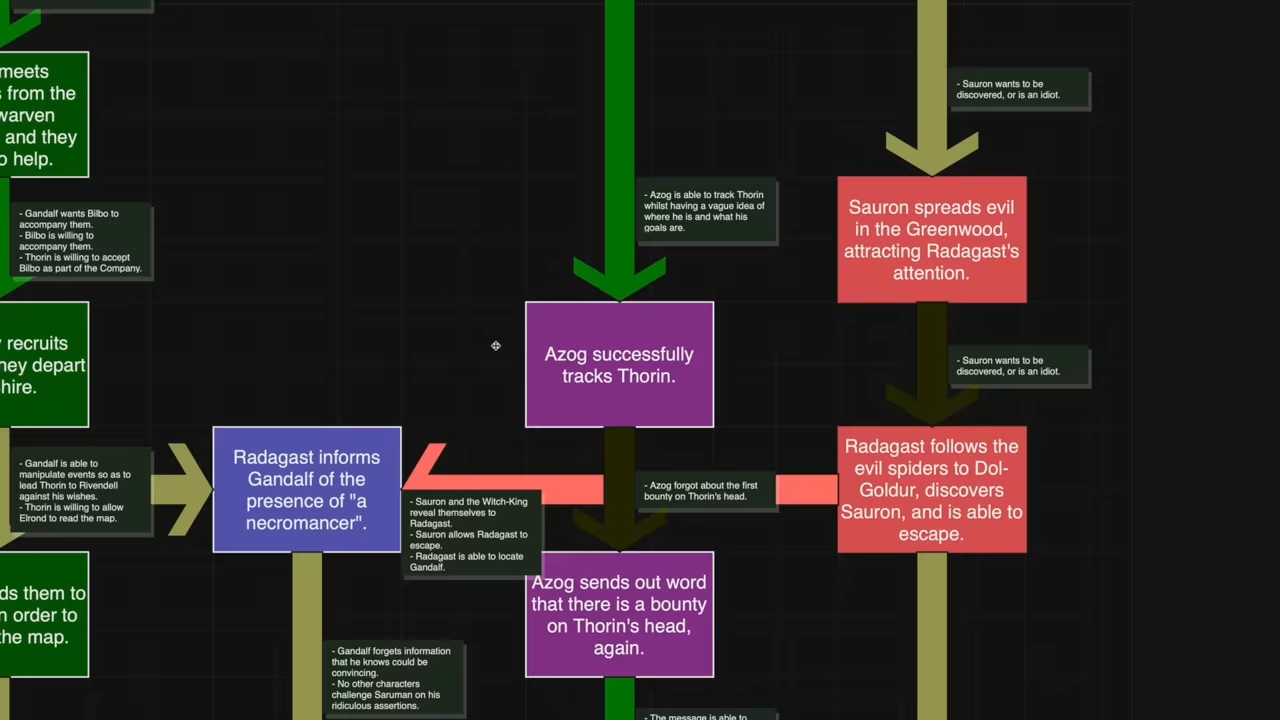 meets
s from the
warven
and they
o help.
- Gandalf wants Bilbo to
accompany them.
- Bilbo is willing to
accompany them.
- Thorin is willing to accept
Bilbo as part of the Company.
recruits
hey depart
hire.
- Gandalf is able to
manipulate events so as to
lead Thorin to Rivendell
against his wishes.
- Thorin is willing to allow
Elrond to read the map.
ds them to
n order to
the map.
Radagast informs
Gandalf of the
presence of "a
necromancer".
- Sauron and the Witch-King
reveal themselves to
Radagast.
- Sauron allows Radagast to
escape.
- Radagast is able to locate
Gandalf.
- Gandalf forgets information
that he knows could be
convincing.
- No other characters
challenge Saruman on his
ridiculous assertions.
- Azog is able to track Thorin
whilst having a vague idea of
where he is and what his
goals are.
Azog successfully
tracks Thorin.
- Azog forgot about the first
bounty on Thorin's head.
Azog sends out word
that there is a bounty
on Thorin's head,
again.
- The message is able to
- Sauron wants to be
discovered, or is an idiot.
Sauron spreads evil
in the Greenwood,
attracting Radagast's
attention.
- Sauron wants to be
discovered, or is an idiot.
Radagast follows the
evil spiders to Dol-
Goldur, discovers
Sauron, and is able to
escape.